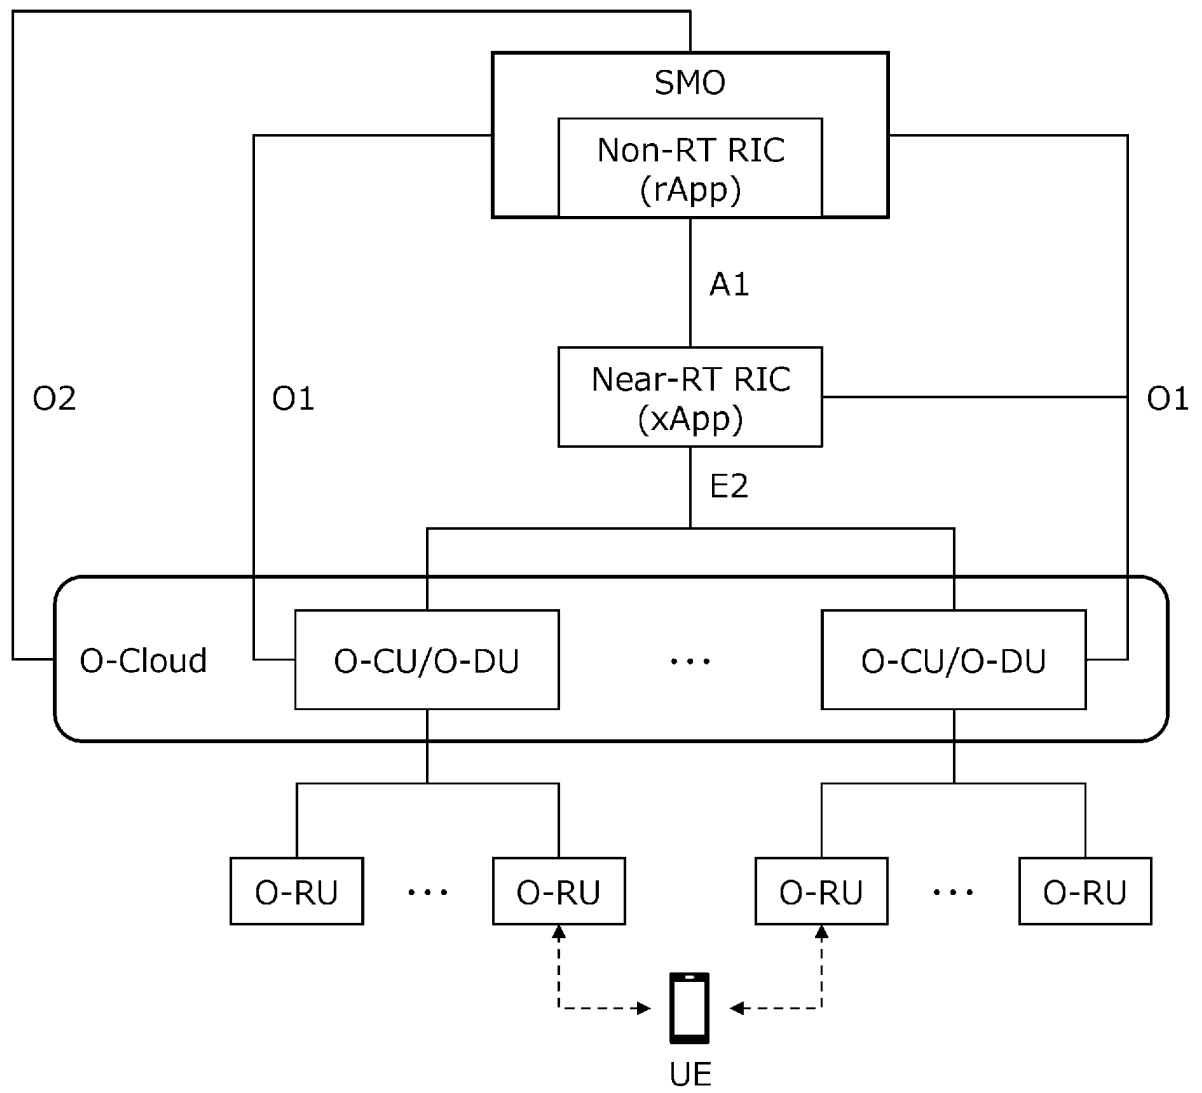 SMO
Non-RT RIC
(rApp)
A1
Near-RT RIC
(xApp)
O2
O1
O1
E2
O-Cloud
O-CU/O-DU
...
O-CU/O-DU
O-RU
...
O-RU
O-RU
...
O-RU
UE